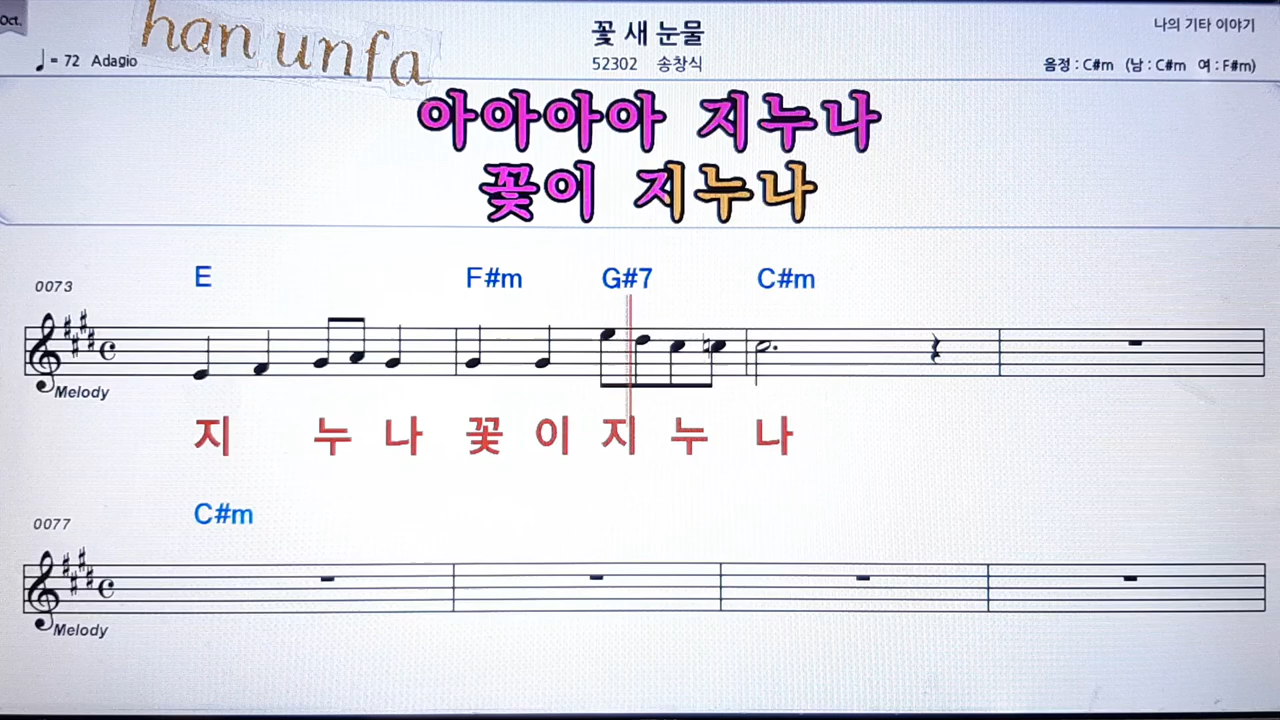 Oct.
han unfa
꽃 새 눈물
나의 기타 이야기
♩ = 72 Adagio
52302 송창식
음정 : C#m (남 : C#m 여 : F#m)
아아아아 지누나
꽃이 지누나
E F#m G#7 C#m
0073
Melody
지 누 나 꽃 이 지 누 나
C#m
0077
Melody